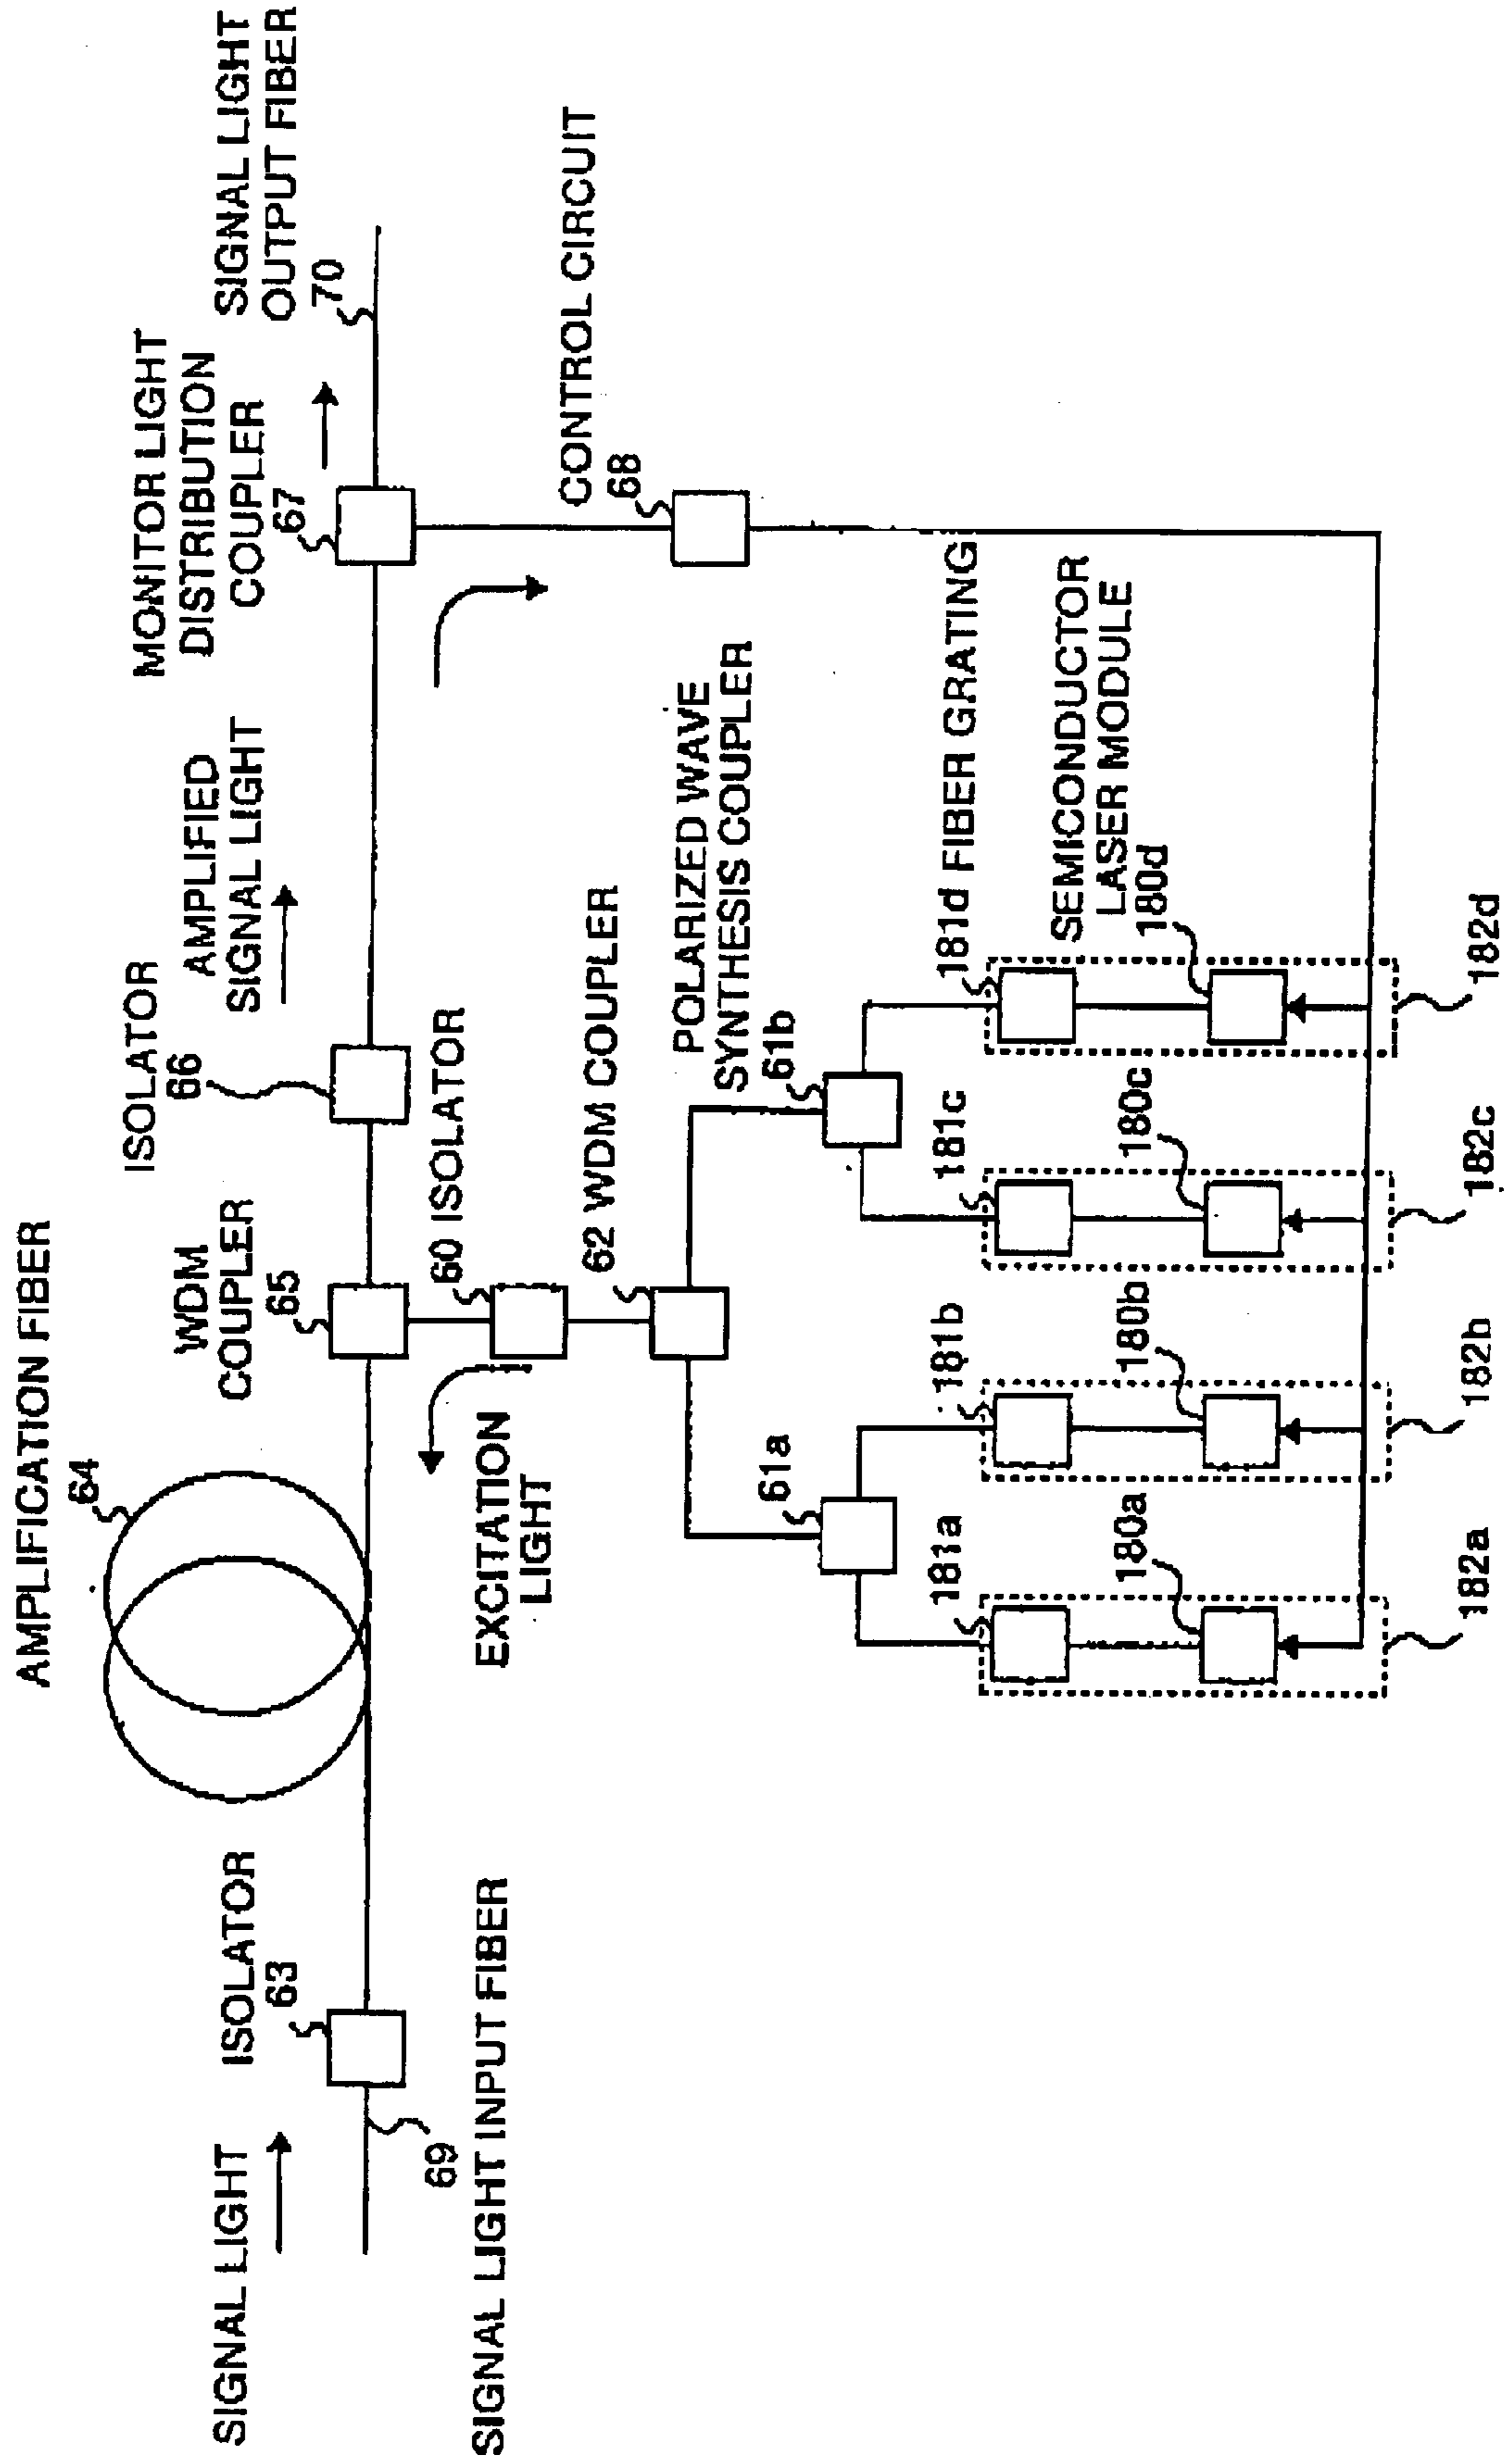 AMPLIFICATION FIBER
64
SIGNAL LIGHT
ISOLATOR
63
69
SIGNAL LIGHT INPUT FIBER
WDM
COUPLER
65
ISOLATOR
66
AMPLIFIED
SIGNAL LIGHT
MONITOR LIGHT
DISTRIBUTION
COUPLER
67
SIGNAL LIGHT
OUTPUT FIBER
70
EXCITATION
LIGHT
60 ISOLATOR
62 WDM COUPLER
CONTROL CIRCUIT
68
POLARIZED WAVE
SYNTHESIS COUPLER
61a
61b
181a
181b
181c
181d FIBER GRATING
SEMICONDUCTOR
LASER MODULE
180a
180b
180c
180d
182a
182b
182c
182d